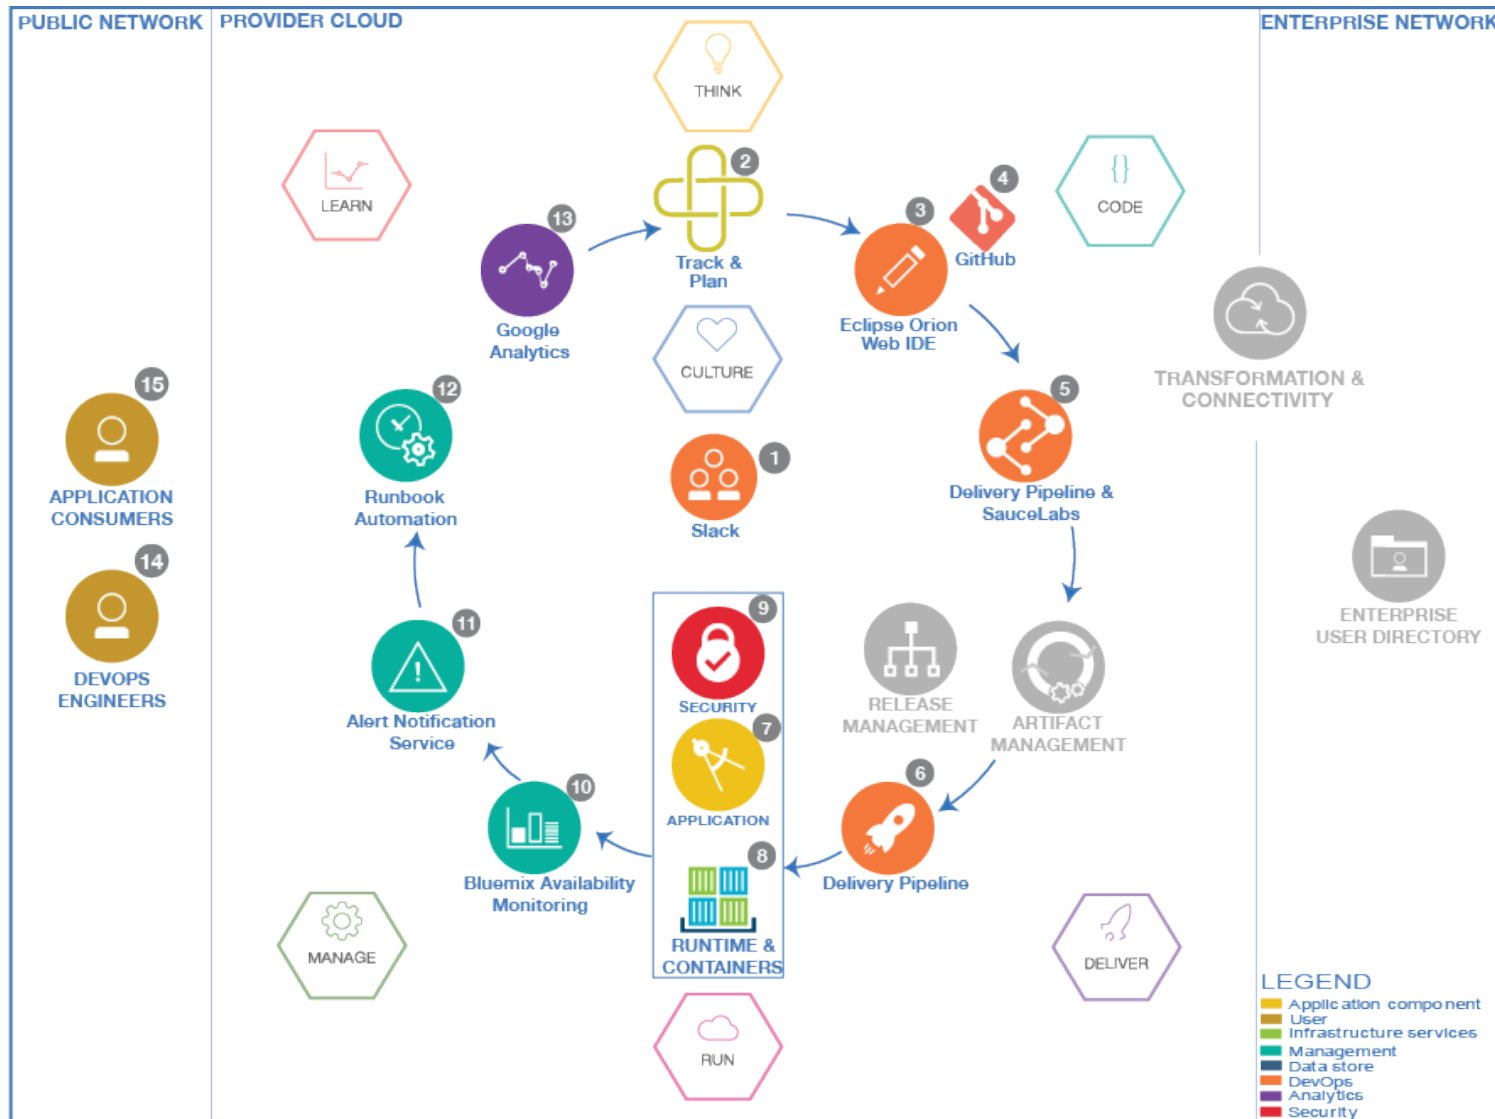 PUBLIC NETWORK
PROVIDER CLOUD
ENTERPRISE NETWORK
THINK
LEARN
CODE
2
Track &
Plan
13
Google
Analytics
3
Eclipse Orion
Web IDE
4
GitHub
CULTURE
TRANSFORMATION &
CONNECTIVITY
15
APPLICATION
CONSUMERS
12
Runbook
Automation
1
Slack
5
Delivery Pipeline &
SauceLabs
14
DEVOPS
ENGINEERS
ENTERPRISE
USER DIRECTORY
11
Alert Notification
Service
9
SECURITY
7
APPLICATION
8
RUNTIME &
CONTAINERS
RELEASE
MANAGEMENT
ARTIFACT
MANAGEMENT
10
Bluemix Availability
Monitoring
6
Delivery Pipeline
MANAGE
RUN
DELIVER
LEGEND
Application component
User
Infrastructure services
Management
Data store
DevOps
Analytics
Security